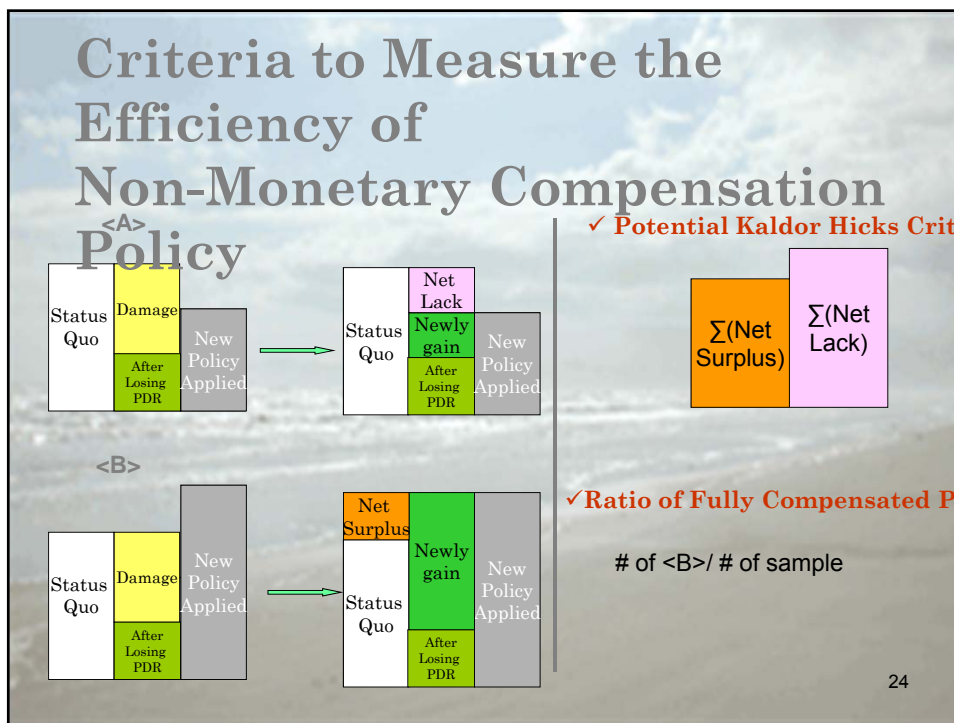 Criteria to Measure the
Efficiency of
Non-Monetary Compensation
Policy
<A>
Status
Quo
Damage
After
Losing
PDR
New
Policy
Applied
Status
Quo
Net
Lack
Newly
gain
After
Losing
PDR
New
Policy
Applied
<B>
Status
Quo
Damage
After
Losing
PDR
New
Policy
Applied
Net
Surplus
Status
Quo
Newly
gain
After
Losing
PDR
New
Policy
Applied
✓ Potential Kaldor Hicks Crit
∑(Net
Surplus)
∑(Net
Lack)
✓Ratio of Fully Compensated P
# of <B>/ # of sample
24